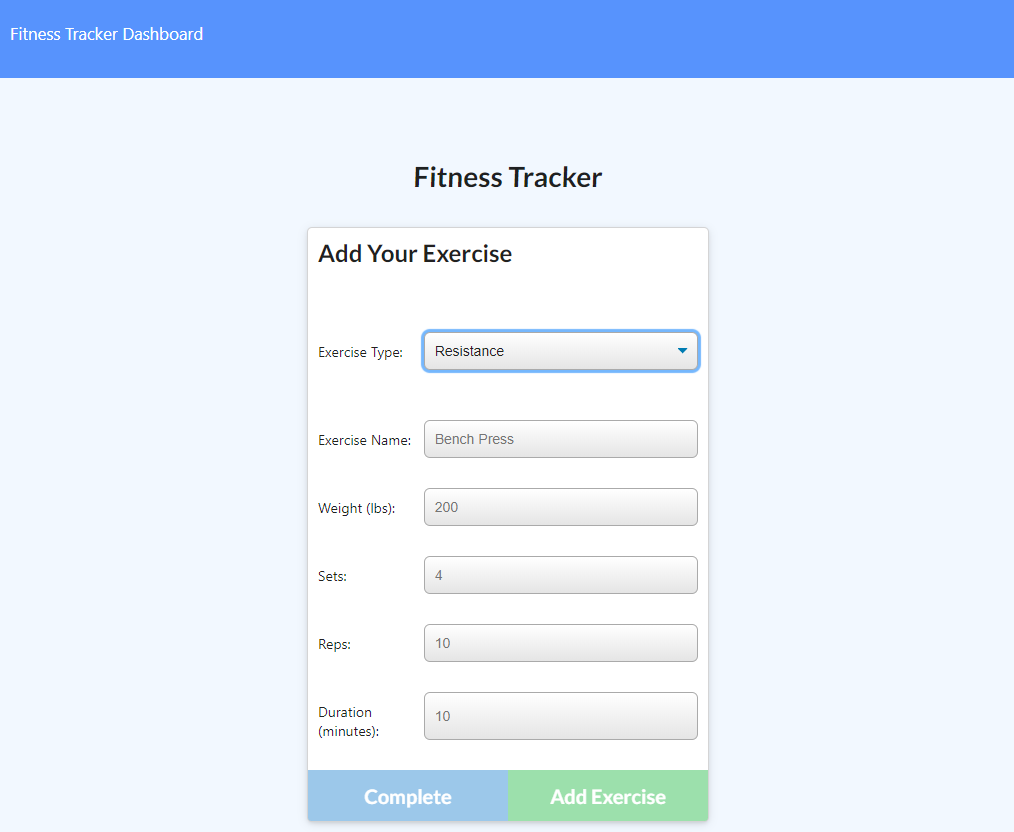 Fitness Tracker Dashboard
Fitness Tracker
Add Your Exercise
Exercise Type: Resistance
Exercise Name: Bench Press
Weight (lbs): 200
Sets: 4
Reps: 10
Duration
(minutes): 10
Complete Add Exercise